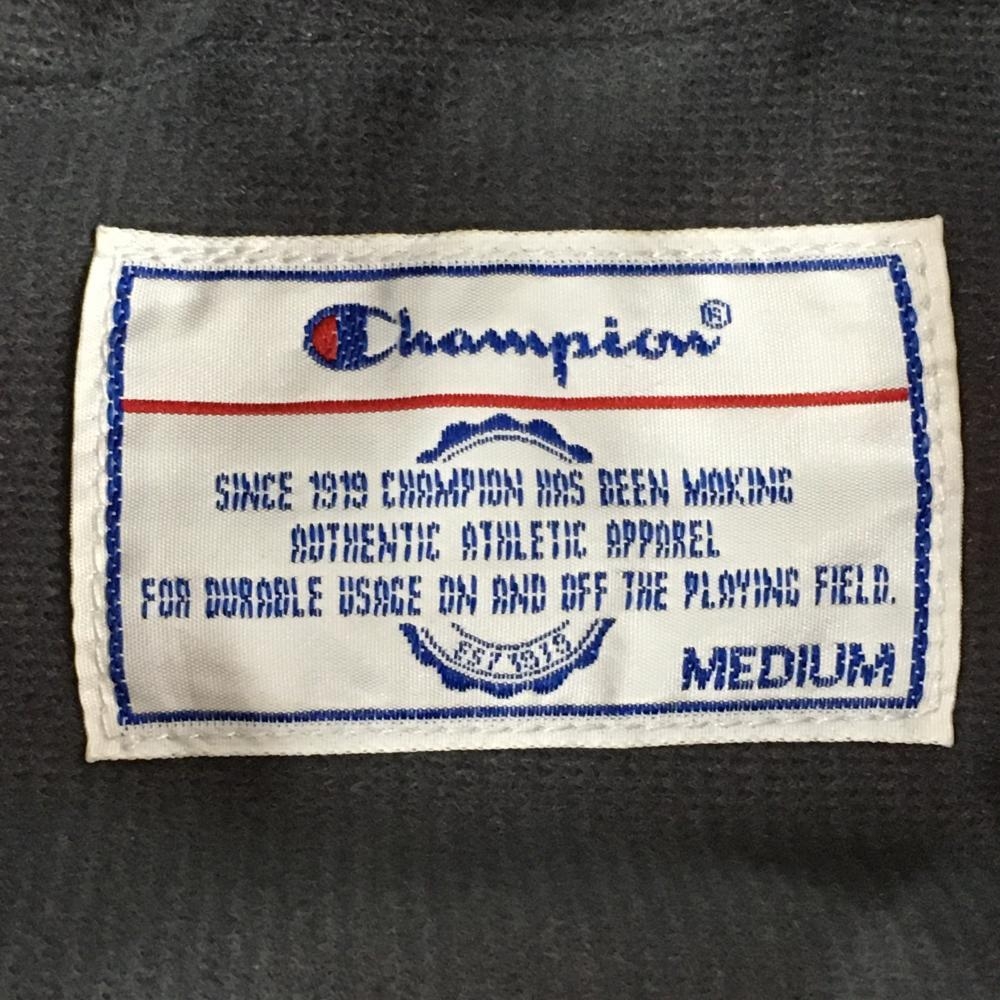 Champion®
SINCE 1919 CHAMPION HAS BEEN MAKING
AUTHENTIC ATHLETIC APPAREL
FOR DURABLE USAGE ON AND OFF THE PLAYING FIELD.
EST 1919
MEDIUM